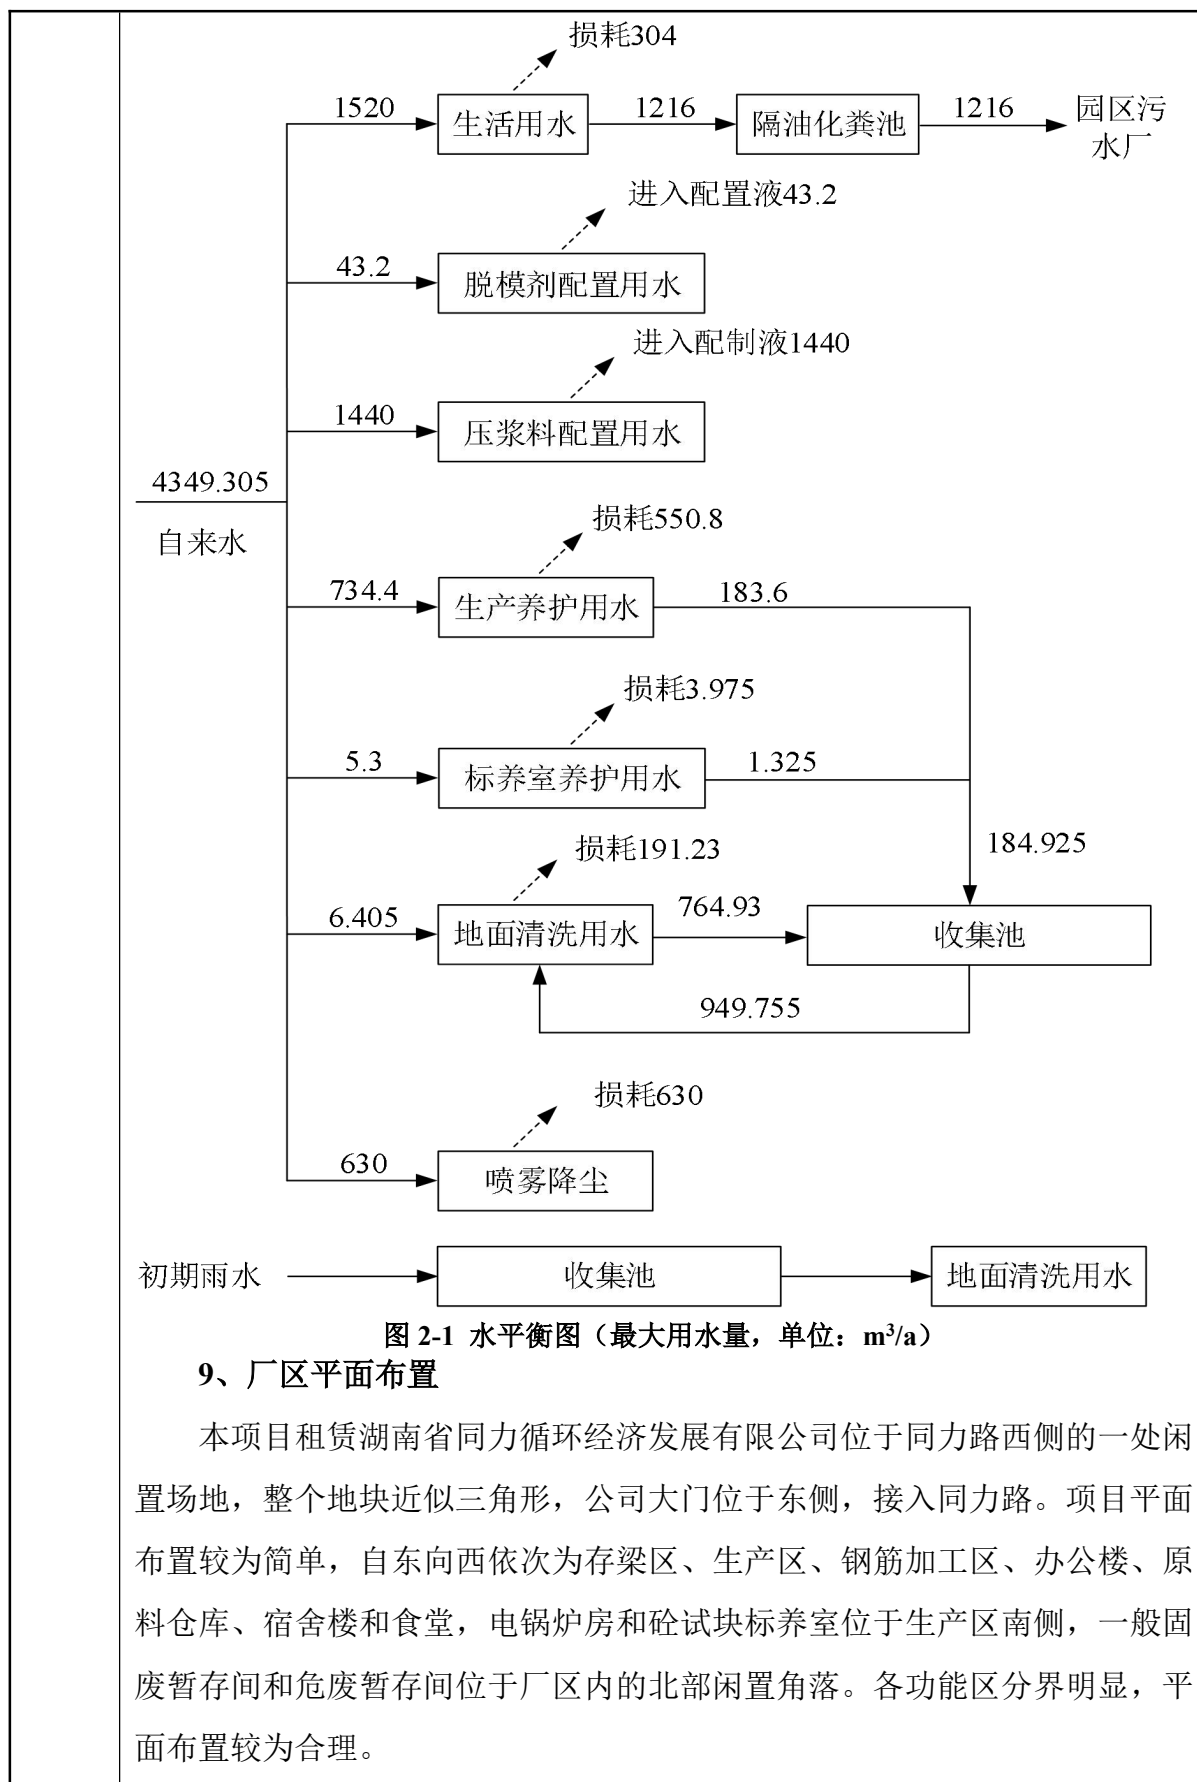 损耗304
1520
生活用水
1216
隔油化粪池
1216
园区污
水厂
进入配置液43.2
43.2
脱模剂配置用水
进入配制液1440
1440
压浆料配置用水
4349.305
自来水
损耗550.8
734.4
生产养护用水
183.6
损耗3.975
5.3
标养室养护用水
1.325
184.925
损耗191.23
6.405
地面清洗用水
764.93
收集池
949.755
损耗630
630
喷雾降尘
初期雨水
收集池
地面清洗用水
图 2-1 水平衡图（最大用水量，单位：m³/a）
9、厂区平面布置
本项目租赁湖南省同力循环经济发展有限公司位于同力路西侧的一处闲
置场地，整个地块近似三角形，公司大门位于东侧，接入同力路。项目平面
布置较为简单，自东向西依次为存梁区、生产区、钢筋加工区、办公楼、原
料仓库、宿舍楼和食堂，电锅炉房和砼试块标养室位于生产区南侧，一般固
废暂存间和危废暂存间位于厂区内的北部闲置角落。各功能区分界明显，平
面布置较为合理。